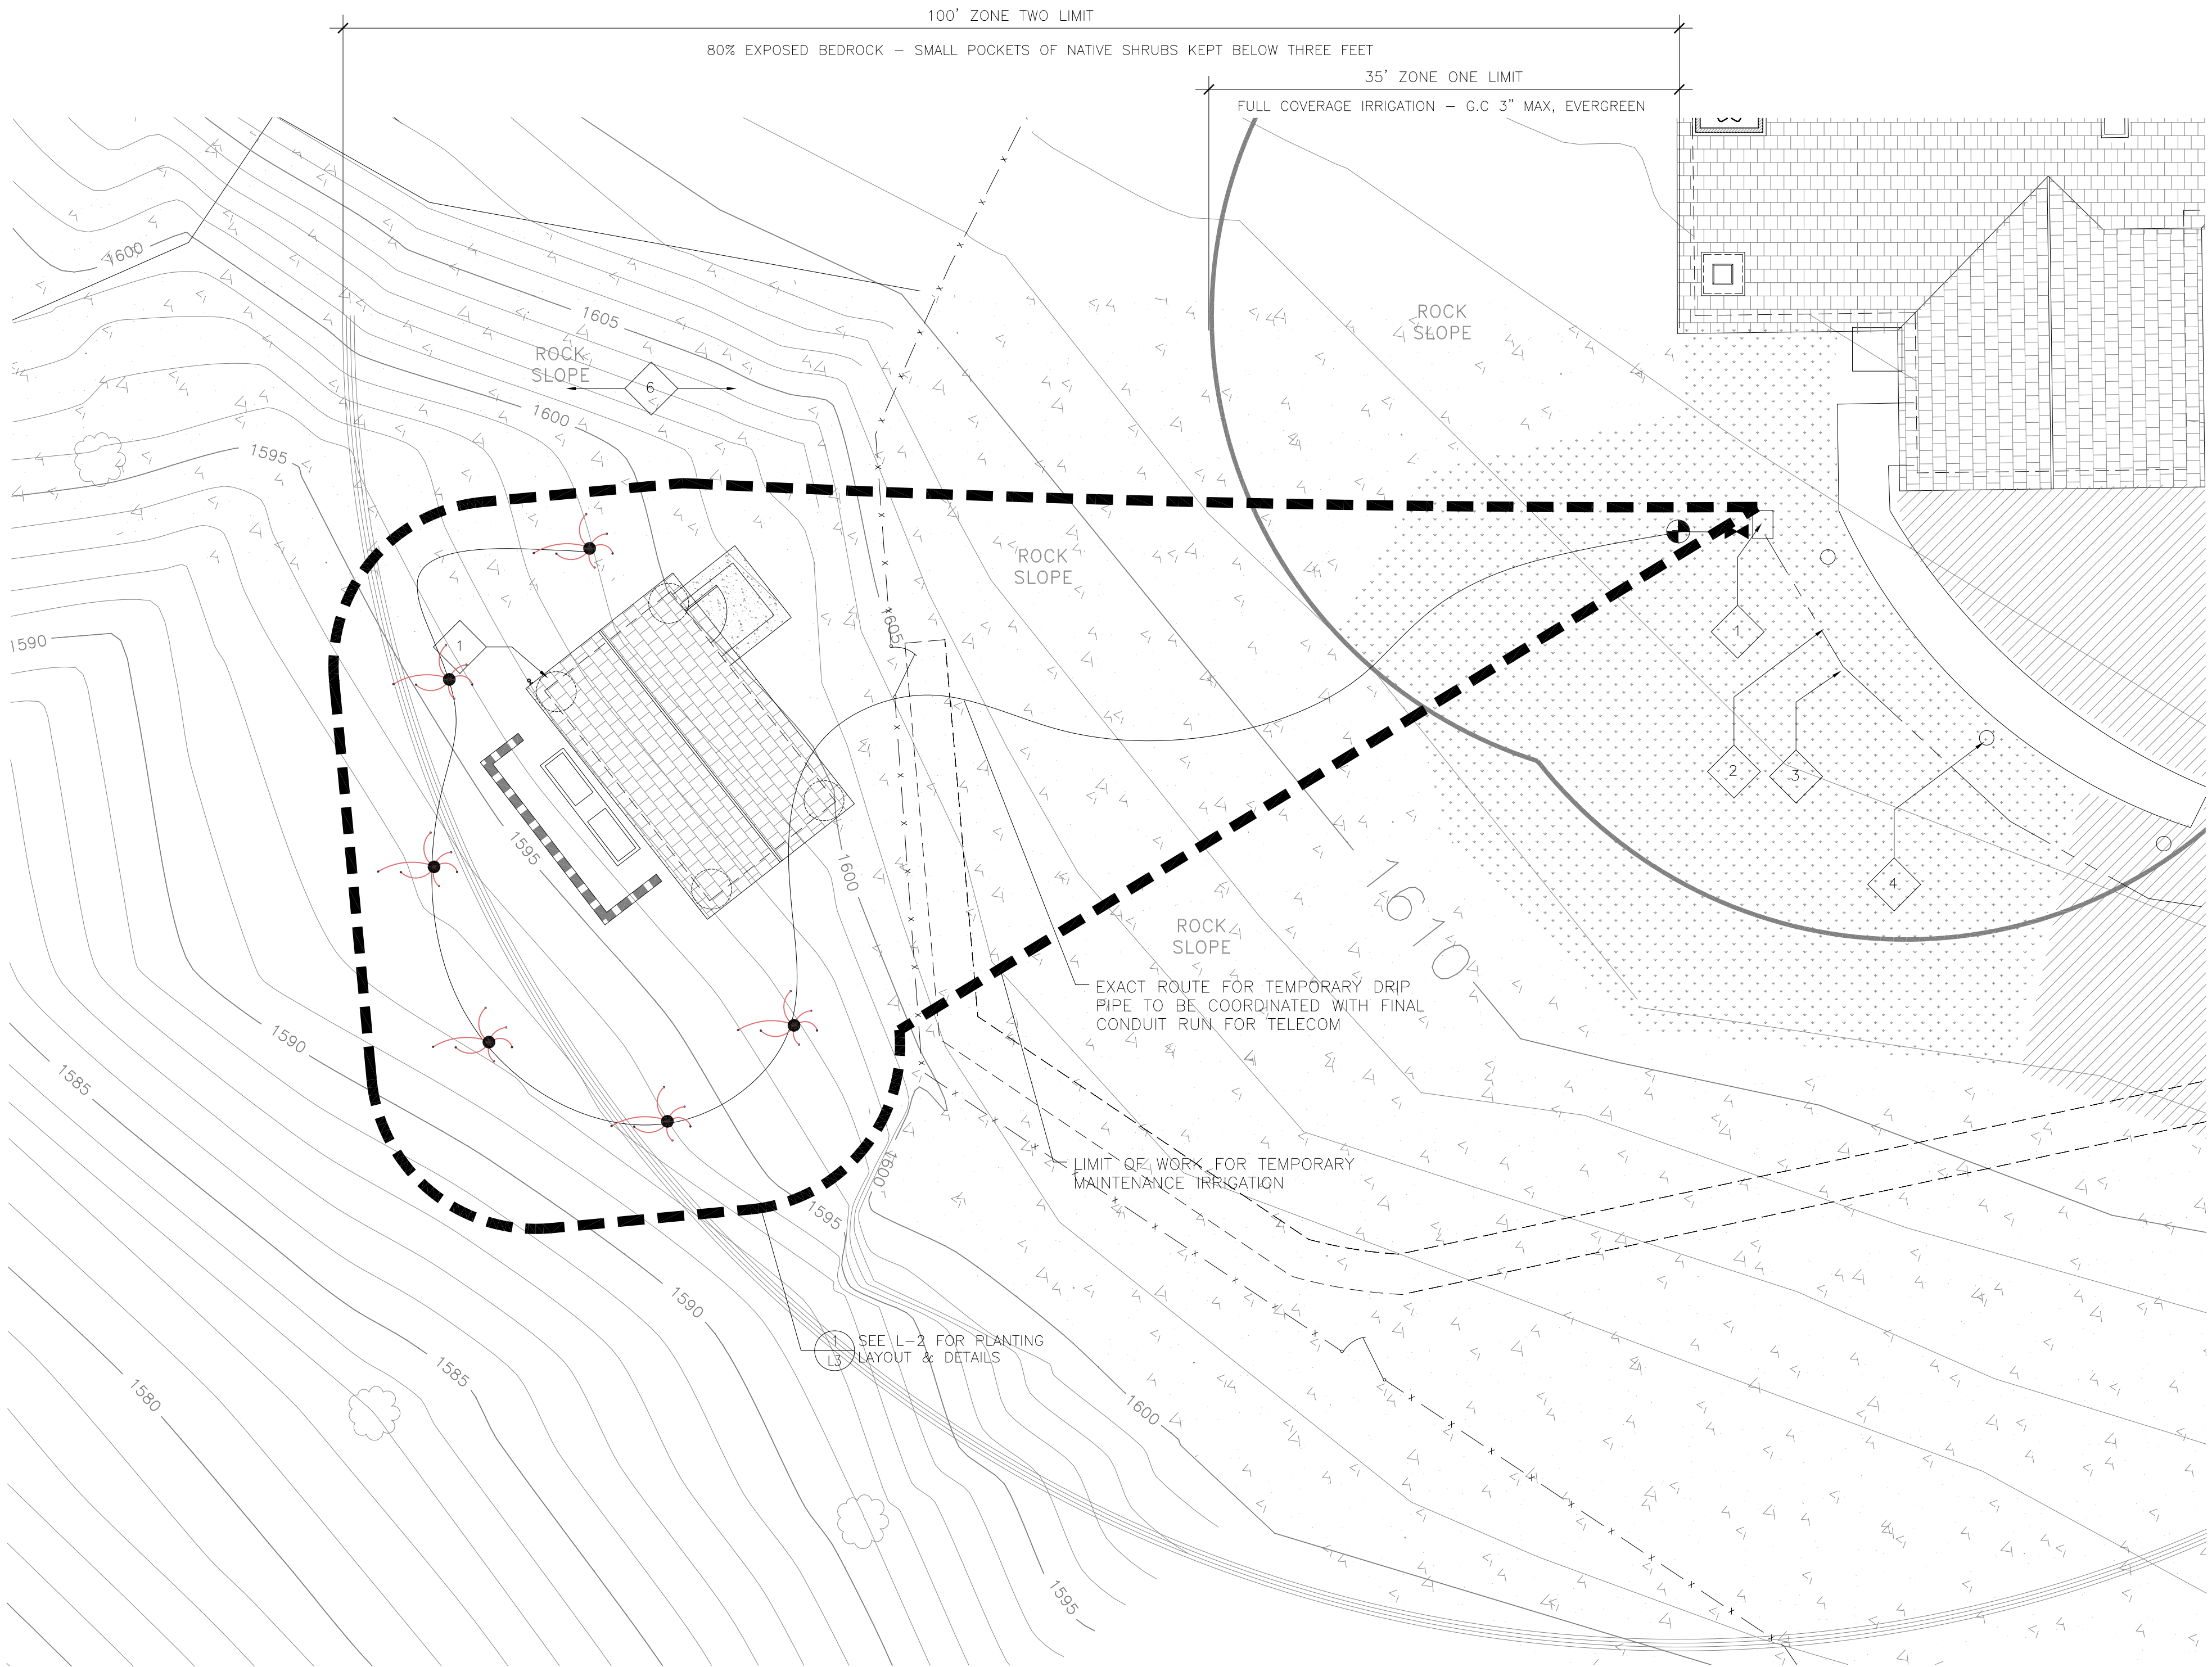 100' ZONE TWO LIMIT
80% EXPOSED BEDROCK – SMALL POCKETS OF NATIVE SHRUBS KEPT BELOW THREE FEET
35' ZONE ONE LIMIT
FULL COVERAGE IRRIGATION – G.C 3" MAX, EVERGREEN
1600
1605
ROCK
SLOPE
ROCK
SLOPE
6
1600
1595
ROCK
SLOPE
1605
1590
1
1
2
3
1595
1600
4
1610
ROCK
SLOPE
EXACT ROUTE FOR TEMPORARY DRIP
PIPE TO BE COORDINATED WITH FINAL
CONDUIT RUN FOR TELECOM
1590
1585
LIMIT OF WORK FOR TEMPORARY
MAINTENANCE IRRIGATION
1600
1595
1590
1
L3
SEE L–2 FOR PLANTING
LAYOUT & DETAILS
1585
1580
1600
1595